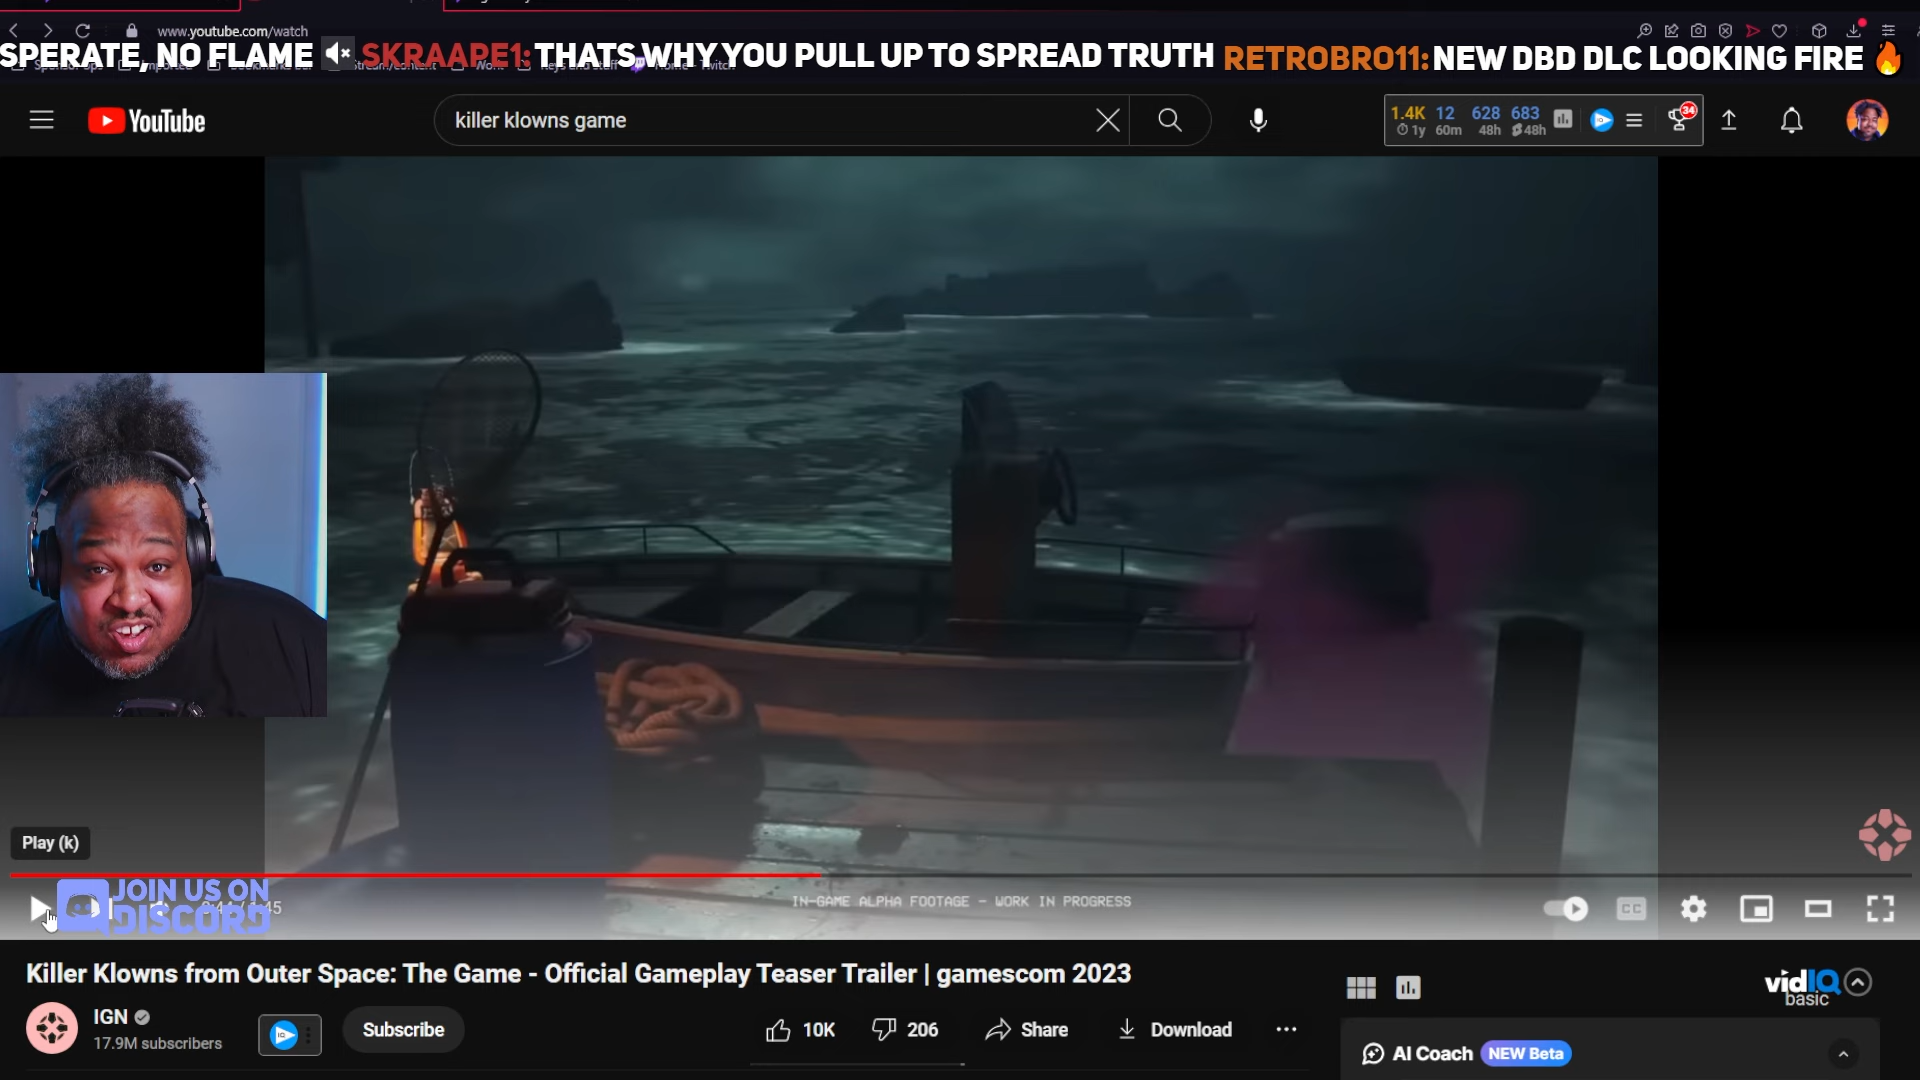 www.youtube.com/watch
SPERATE, NO FLAME SKRAAPE1: THATS WHY YOU PULL UP TO SPREAD TRUTH RETROBRO11: NEW DBD DLC LOOKING FIRE
YouTube
killer klowns game
1.4K 12 628 683
1y 60m 48h 48h
34
Play (k)
JOIN US ON
DISCORD
IN-GAME ALPHA FOOTAGE - WORK IN PROGRESS
CC
Killer Klowns from Outer Space: The Game - Official Gameplay Teaser Trailer | gamescom 2023
IGN
17.9M subscribers
Subscribe
10K
206
Share
Download
vidIQ
basic
AI Coach NEW Beta